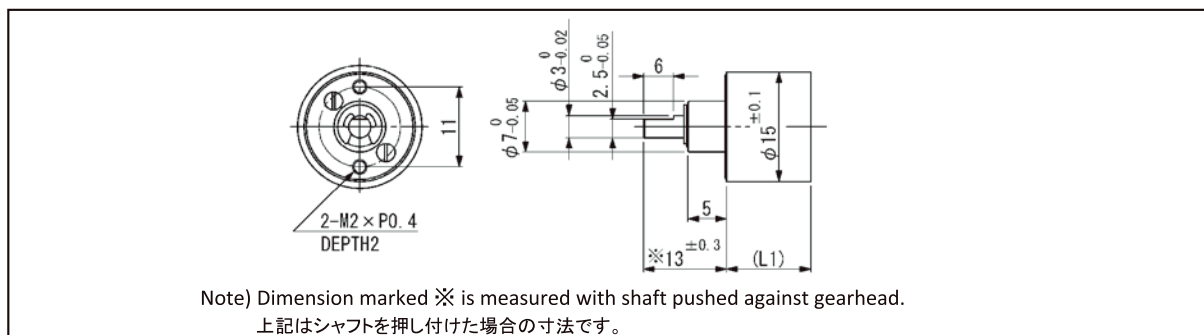 φ7 0 -0.05
φ3 0 -0.02
2.5 0 -0.05
6
φ15 ±0.1
11
5
※13 ±0.3
(L1)
2-M2×P0.4
DEPTH2
Note) Dimension marked ※ is measured with shaft pushed against gearhead.
上記はシャフトを押し付けた場合の寸法です。